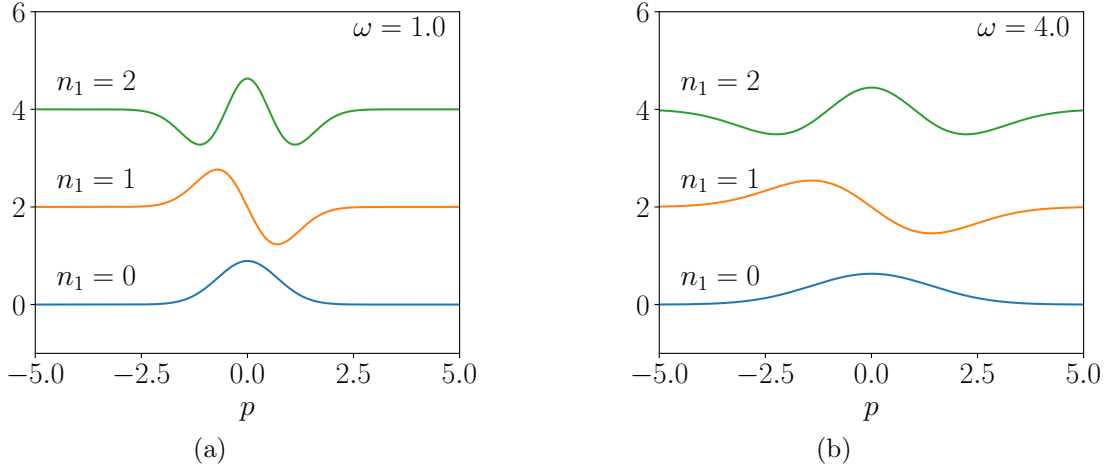 6
4
2
0
ω = 1.0
n₁ = 2
n₁ = 1
n₁ = 0
−5.0 −2.5 0.0 2.5 5.0
p
(a)
6
4
2
0
ω = 4.0
n₁ = 2
n₁ = 1
n₁ = 0
−5.0 −2.5 0.0 2.5 5.0
p
(b)